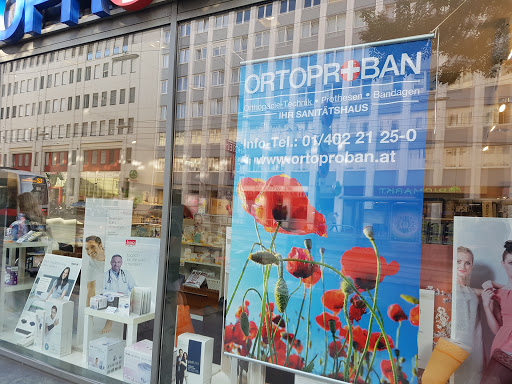 ORTOPROBAN
Orthopädie-Technik • Prothesen • Bandagen
IHR SANITÄTSHAUS
Info-Tel.: 01/402 21 25-0
www.ortoproban.at